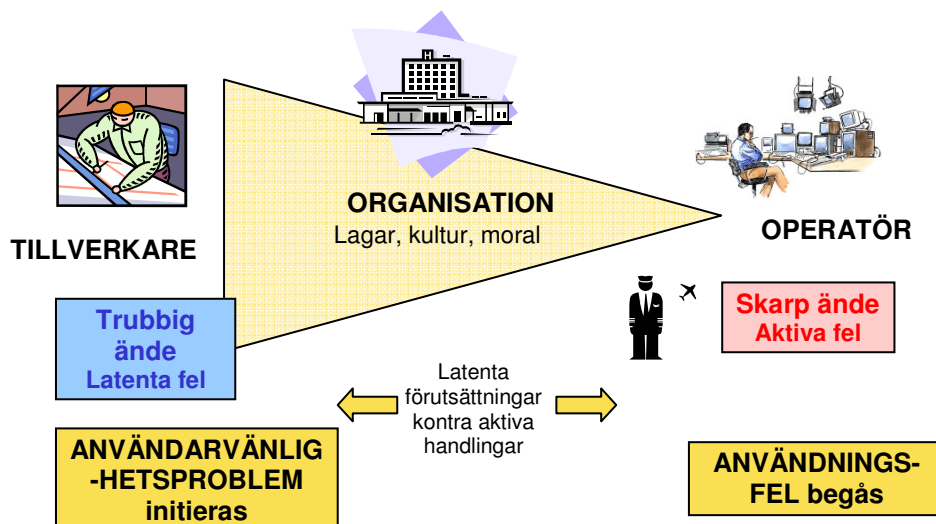 H
ORGANISATION
Lagar, kultur, moral
TILLVERKARE
OPERATÖR
Trubbig
ände
Latenta fel
Skarp ände
Aktiva fel
Latenta
förutsättningar
kontra aktiva
handlingar
ANVÄNDARVÄNLIG
-HETSPROBLEM
initieras
ANVÄNDNINGS-
FEL begås